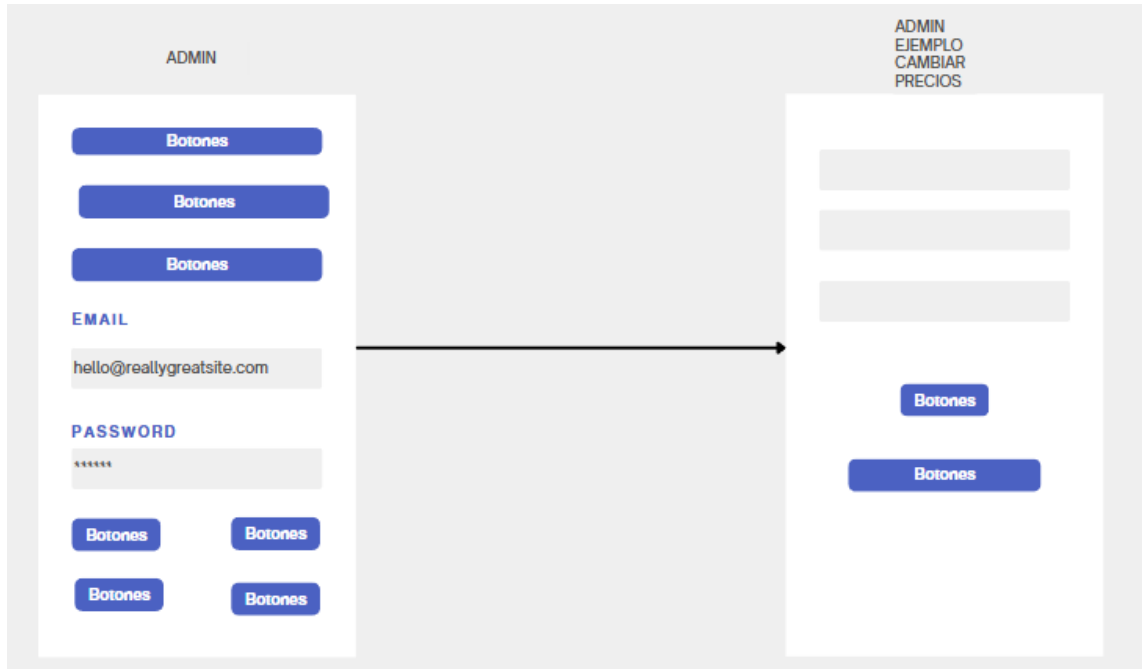 ADMIN
Botones
Botones
Botones
EMAIL
hello@reallygreatsite.com
PASSWORD
******
Botones
Botones
Botones
Botones
ADMIN
EJEMPLO
CAMBIAR
PRECIOS
Botones
Botones